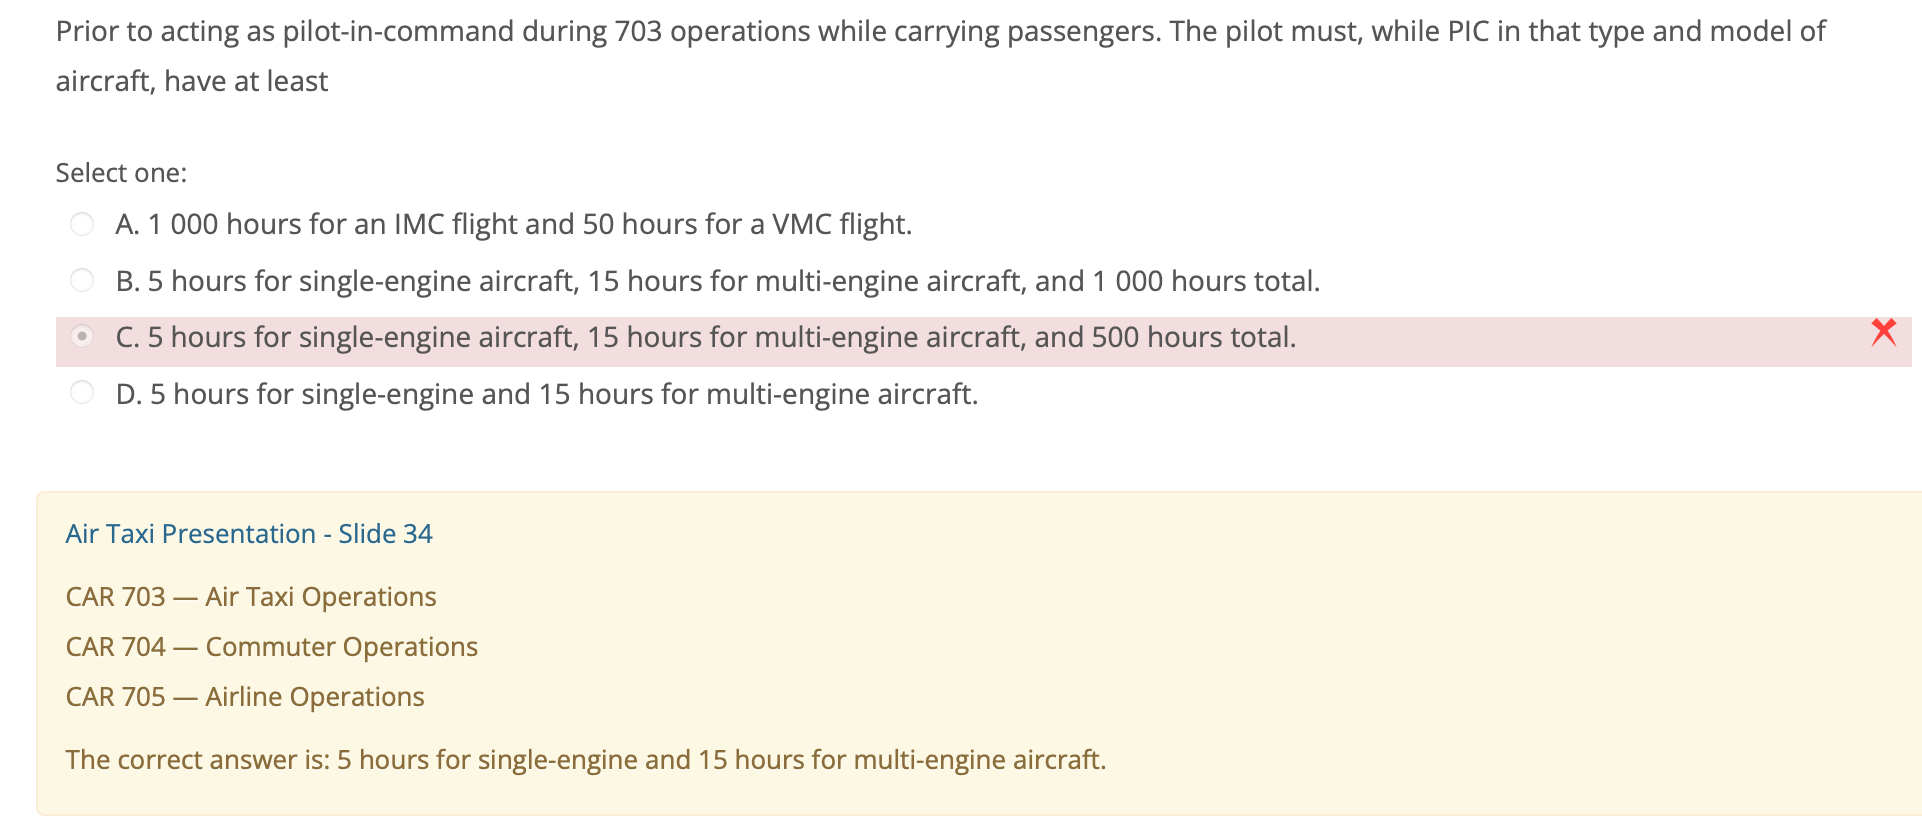 Prior to acting as pilot-in-command during 703 operations while carrying passengers. The pilot must, while PIC in that type and model of
aircraft, have at least
Select one:
A. 1 000 hours for an IMC flight and 50 hours for a VMC flight.
B. 5 hours for single-engine aircraft, 15 hours for multi-engine aircraft, and 1 000 hours total.
C. 5 hours for single-engine aircraft, 15 hours for multi-engine aircraft, and 500 hours total.
D. 5 hours for single-engine and 15 hours for multi-engine aircraft.
Air Taxi Presentation - Slide 34
CAR 703 — Air Taxi Operations
CAR 704 — Commuter Operations
CAR 705 — Airline Operations
The correct answer is: 5 hours for single-engine and 15 hours for multi-engine aircraft.